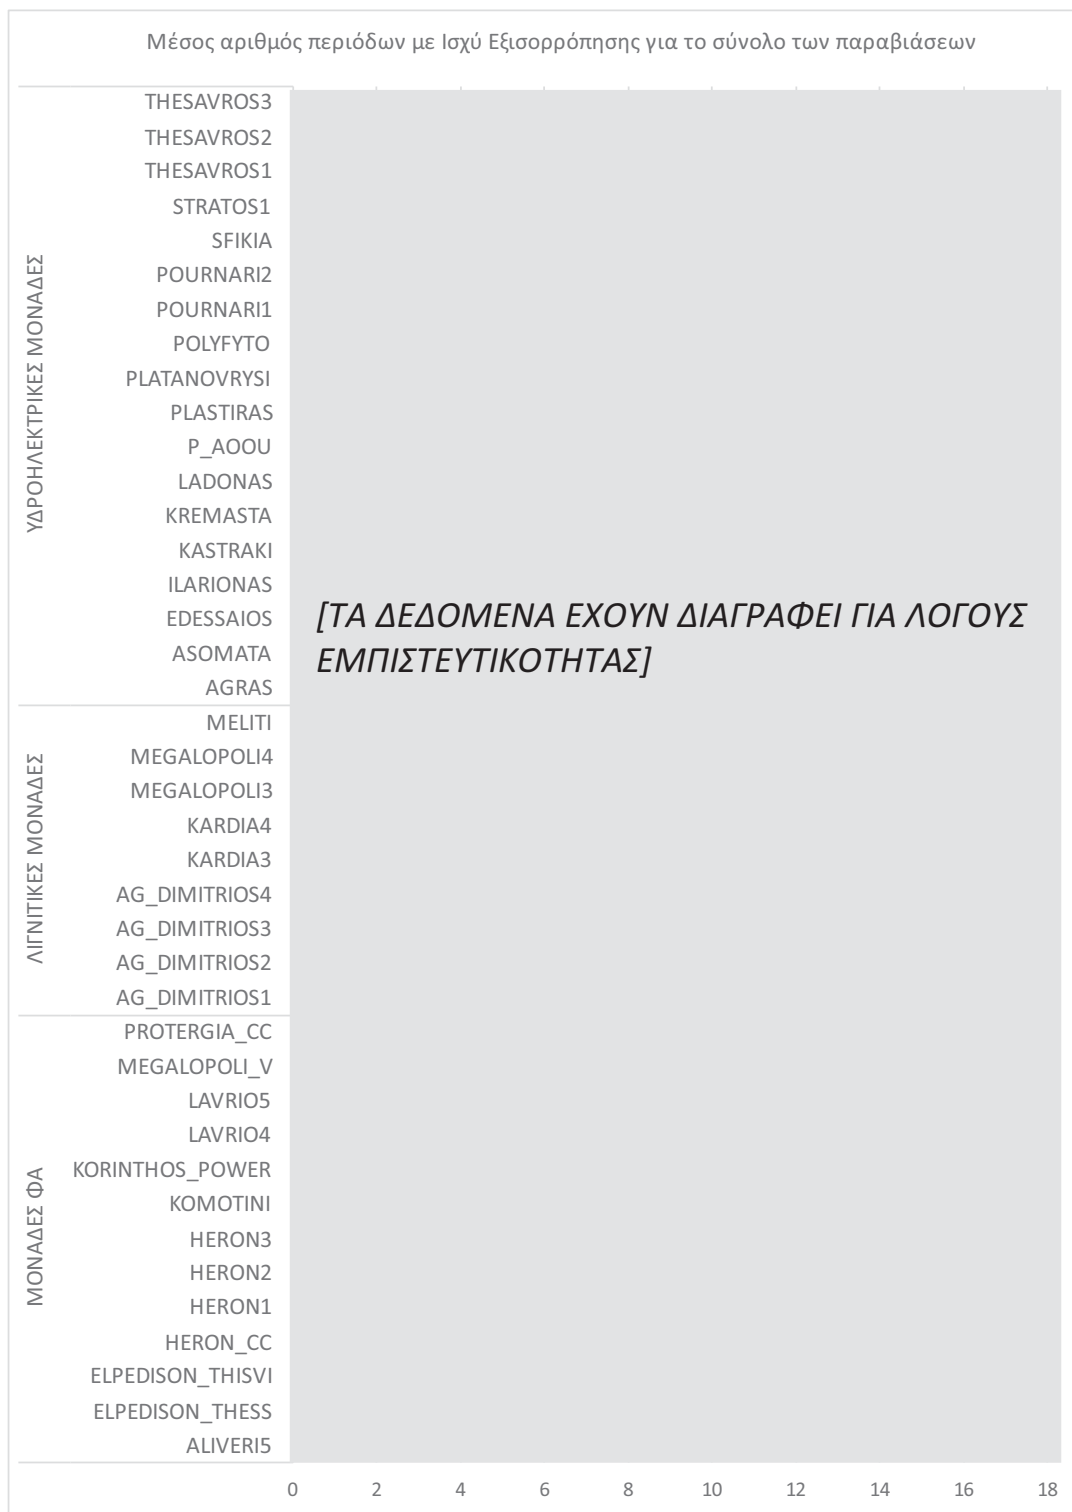 Μέσος αριθμός περιόδων με Ισχύ Εξισορρόπησης για το σύνολο των παραβιάσεων
ΥΔΡΟΗΛΕΚΤΡΙΚΕΣ ΜΟΝΑΔΕΣ
THESAVROS3
THESAVROS2
THESAVROS1
STRATOS1
SFIKIA
POURNARI2
POURNARI1
POLYFYTO
PLATANOVRYSI
PLASTIRAS
P_AOOU
LADONAS
KREMASTA
KASTRAKI
ILARIONAS
EDESSAIOS
ASOMATA
AGRAS
[ΤΑ ΔΕΔΟΜΕΝΑ ΕΧΟΥΝ ΔΙΑΓΡΑΦΕΙ ΓΙΑ ΛΟΓΟΥΣ
ΕΜΠΙΣΤΕΥΤΙΚΟΤΗΤΑΣ]
ΛΙΓΝΙΤΙΚΕΣ ΜΟΝΑΔΕΣ
MELITI
MEGALOPOLI4
MEGALOPOLI3
KARDIA4
KARDIA3
AG_DIMITRIOS4
AG_DIMITRIOS3
AG_DIMITRIOS2
AG_DIMITRIOS1
ΜΟΝΑΔΕΣ ΦΑ
PROTERGIA_CC
MEGALOPOLI_V
LAVRIO5
LAVRIO4
KORINTHOS_POWER
KOMOTINI
HERON3
HERON2
HERON1
HERON_CC
ELPEDISON_THISVI
ELPEDISON_THESS
ALIVERI5
0 2 4 6 8 10 12 14 16 18